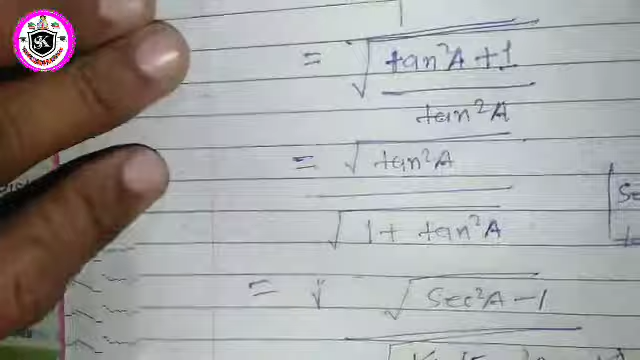 = √tan²A + 1
tan²A
= √tan²A
√1 + tan²A
= √ √sec²A - 1